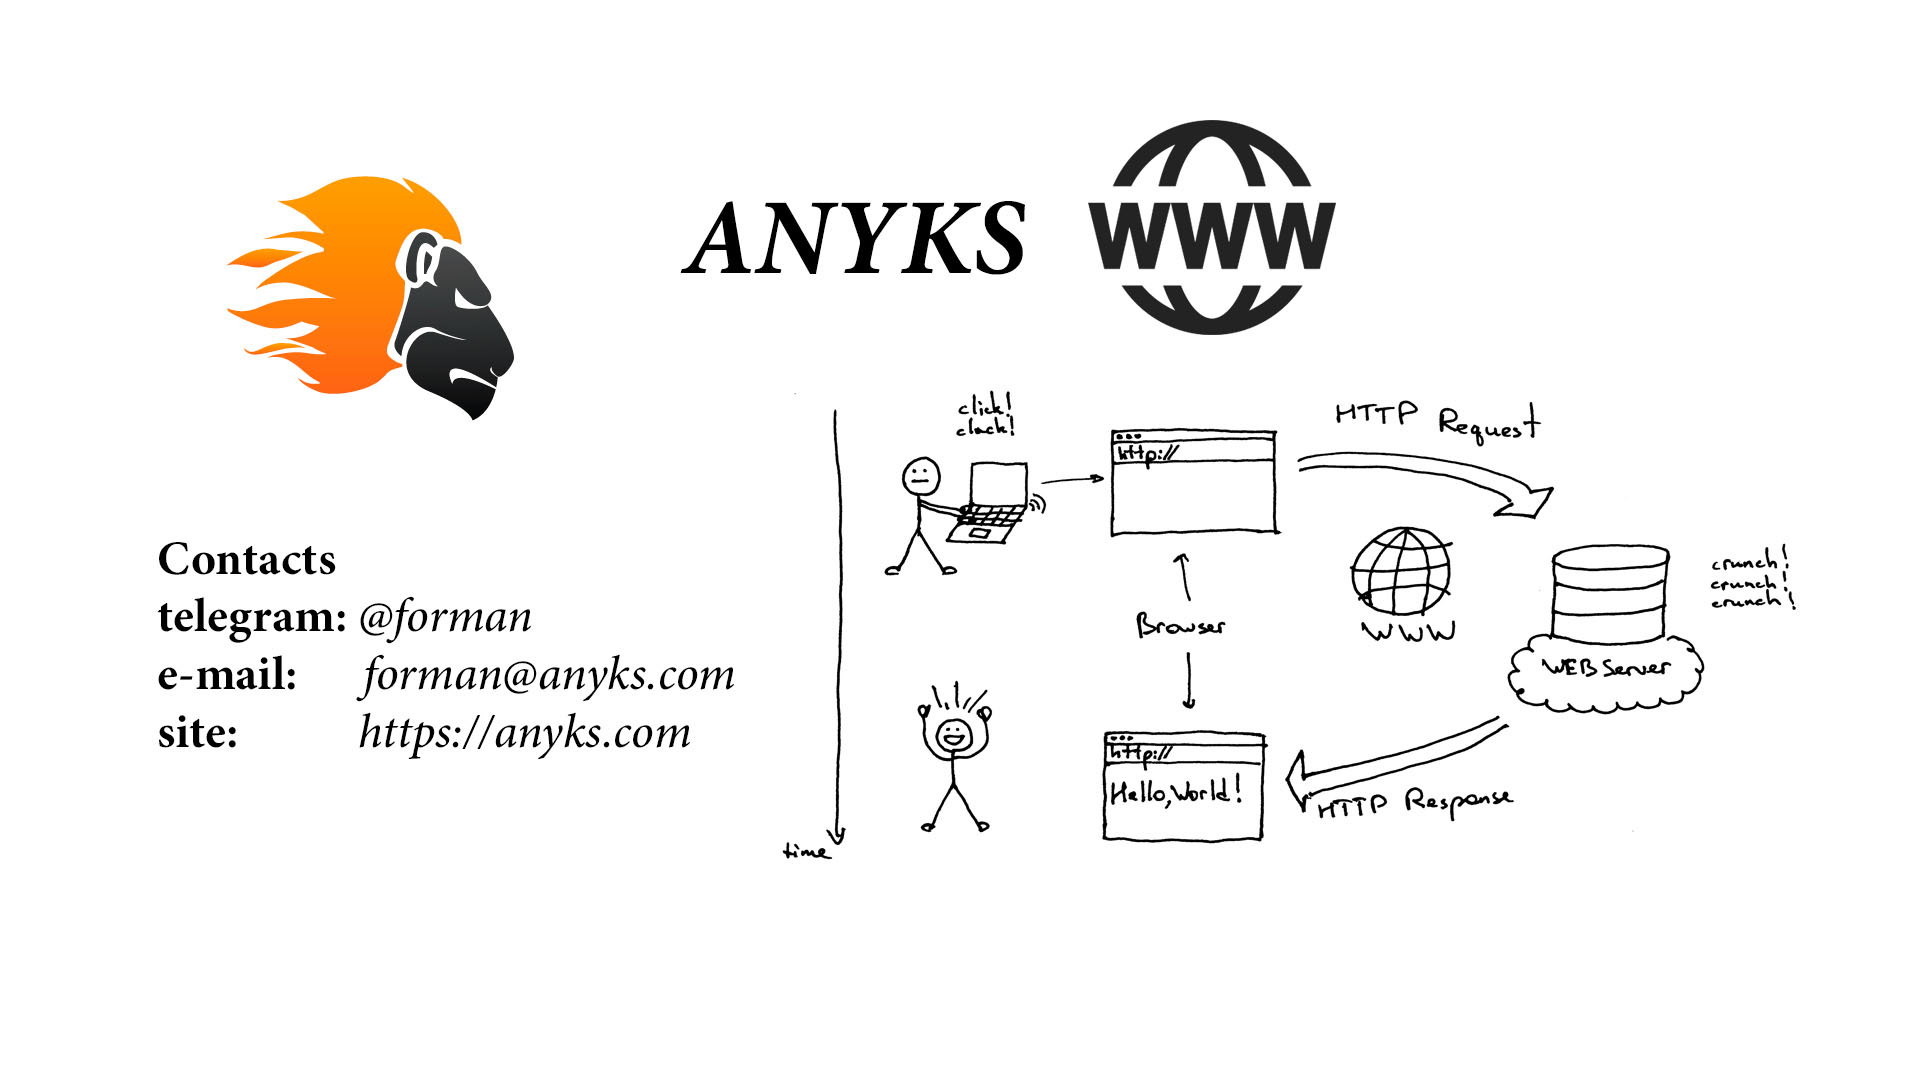 ANYKS
WWW
Contacts
telegram: @forman
e-mail: forman@anyks.com
site: https://anyks.com
click!
clack!
http://
HTTP Request
crunch!
crunch!
crunch!
WWW
Browser
WEB Server
http://
Hello, World!
HTTP Response
time